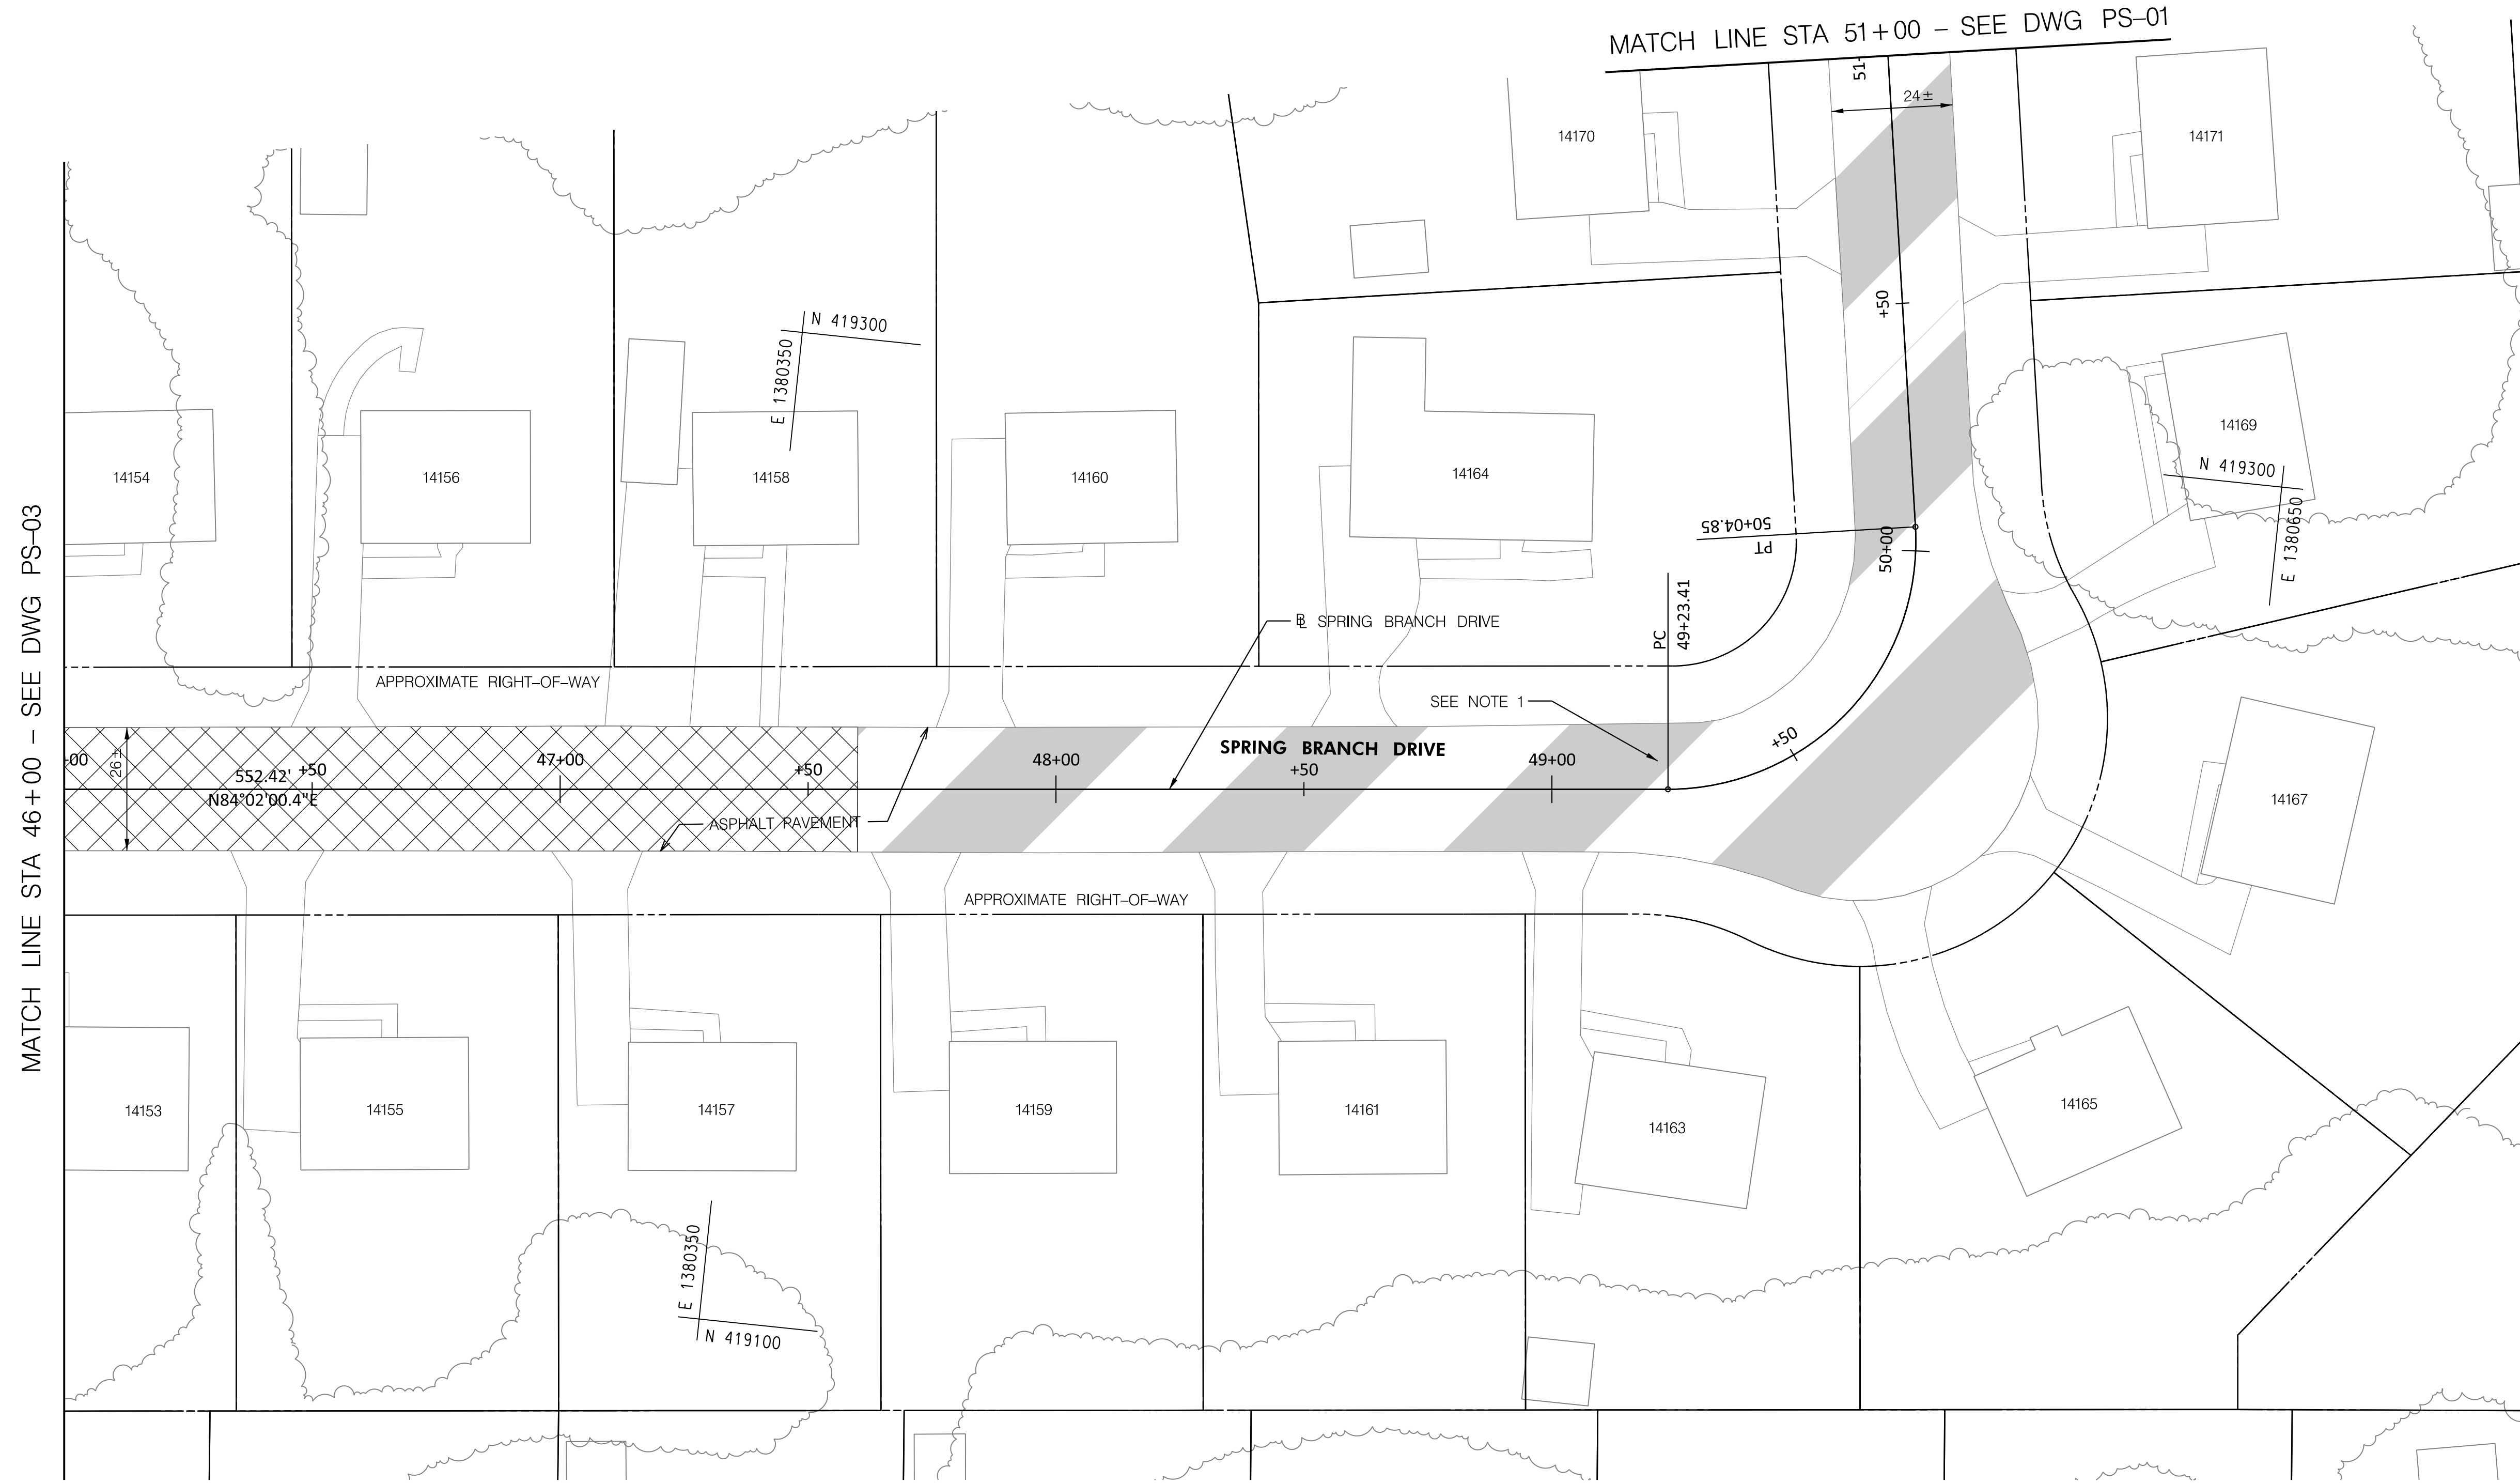 MATCH LINE STA 51+00 – SEE DWG PS–01
51-
24±
14170
14171
N 419300
E 1380350
+50
14154
14156
14158
14160
14164
14169
N 419300
E 1380650
MATCH LINE STA 46+00 – SEE DWG PS–03
50+04.85
PT
50+00
PC
49+23.41
℄ SPRING BRANCH DRIVE
APPROXIMATE RIGHT–OF–WAY
SEE NOTE 1
-00
26±
552.42'
+50
N84°02'00.4"E
47+00
+50
48+00
SPRING BRANCH DRIVE
+50
49+00
+50
ASPHALT PAVEMENT
14167
APPROXIMATE RIGHT–OF–WAY
14153
14155
14157
14159
14161
14163
14165
E 1380350
N 419100